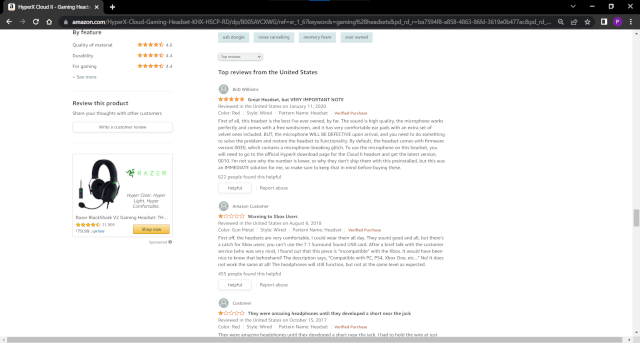 HyperX Cloud II - Gaming Heads
amazon.com/HyperX-Cloud-Gaming-Headset-KHX-HSCP-RD/dp/B00SAYCXWG/
By feature
Quality of material 4.6
Durability 4.4
For gaming 4.4
See more
Review this product
Share your thoughts with other customers
Write a customer review
RAZER
Hyper Clear. Hyper
Light. Hyper
Comfortable.
Razer BlackShark V2 Gaming Headset: TH...
Shop now
Sponsored
usb dongle noise cancelling memory foam ever owned
Top reviews
Top reviews from the United States
Bob Williams
Great Headset, but VERY IMPORTANT NOTE
Reviewed in the United States on January 11, 2020
Color: Red Style: Wired Pattern Name: Headset Verified Purchase
First of all, this headset is the best I've ever owned, by far. The sound is high quality, the microphone works
perfectly and comes with a free windscreen, and it has very comfortable ear pads with an extra set of
velvet ones included. BUT, the microphone WILL BE DEFECTIVE upon arrival, and you need to do something
to solve the problem and restore the headset to functionality. By default, the headset comes with firmware
version 0030, which contains a microphone-breaking glitch. To use the microphone on this headset, you
will need to go to the official HyperX download page for the Cloud II headset and get the latest version,
0010. I'm not sure why the number is lower, or why they don't ship them with this preinstalled, but this was
an IMMEDIATE solution for me, so make sure to keep that in mind before buying these.
622 people found this helpful
Helpful Report abuse
Amazon Customer
Warning to Xbox Users
Reviewed in the United States on August 8, 2018
Color: Gun Metal Style: Wired Pattern Name: Headset Verified Purchase
First off, the headsets are very comfortable, I could wear them all day. They sound good and all, but there's
a catch for Xbox users, you can't use the 7.1 Surround Sound USB card. After a brief talk with the customer
service (who was very nice), I found out that this piece is "incompatible" with the Xbox. It would have been
nice to know that beforehand! The description says, "Compatible with PC, PS4, Xbox One, etc..." No! It does
not work the same at all! The headphones will still function, but not at the same level as expected.
455 people found this helpful
Helpful Report abuse
Customer
They were amazing headphones until they developed a short near the jack
Reviewed in the United States on October 15, 2017
Color: Red Style: Wired Pattern Name: Headset Verified Purchase
They were amazing headphones until they developed a short near the jack. I had to hold the wire at just